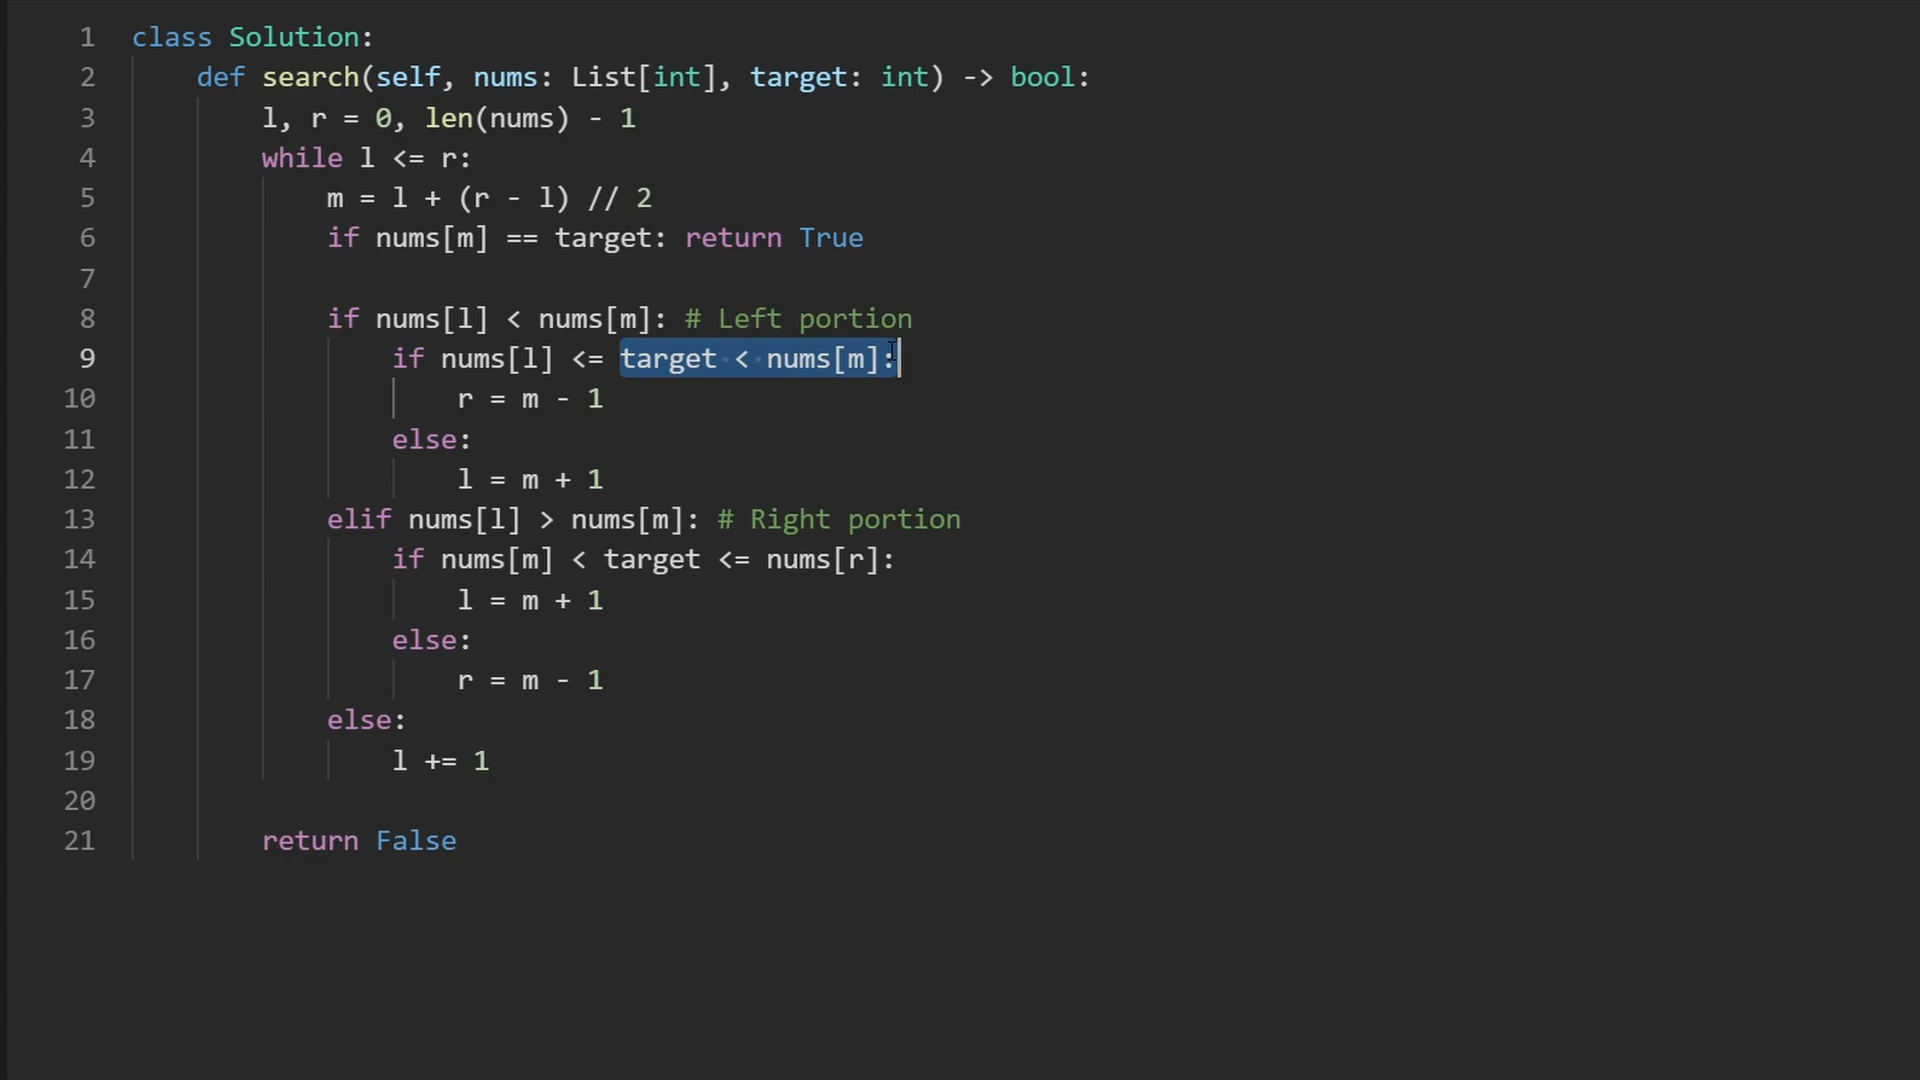 1 class Solution:
2 def search(self, nums: List[int], target: int) -> bool:
3 l, r = 0, len(nums) - 1
4 while l <= r:
5 m = l + (r - l) // 2
6 if nums[m] == target: return True
7
8 if nums[l] < nums[m]: # Left portion
9 if nums[l] <= target < nums[m]:
10 r = m - 1
11 else:
12 l = m + 1
13 elif nums[l] > nums[m]: # Right portion
14 if nums[m] < target <= nums[r]:
15 l = m + 1
16 else:
17 r = m - 1
18 else:
19 l += 1
20
21 return False